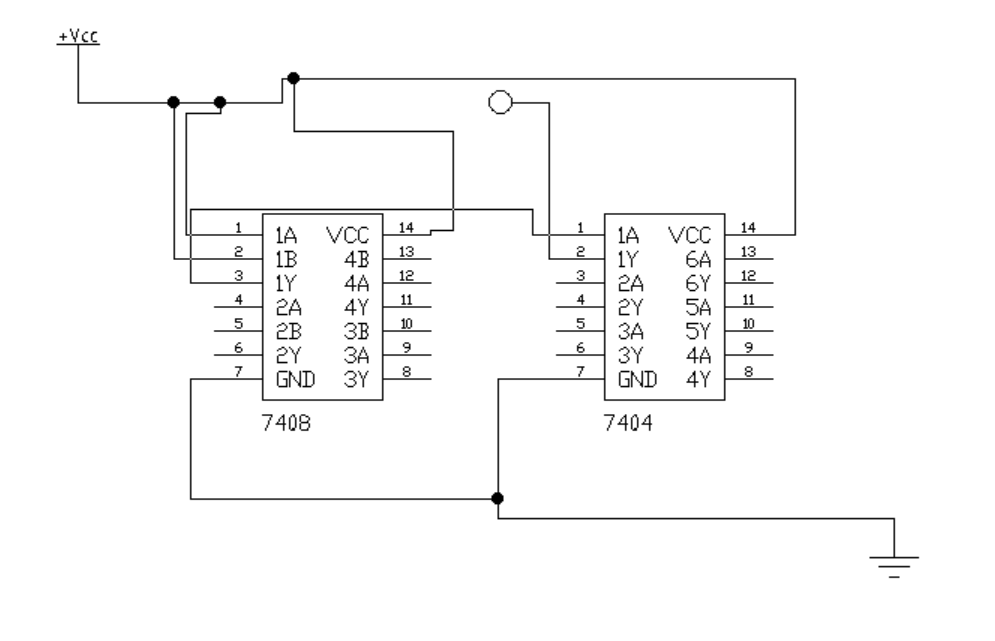 +Vcc
1 1A VCC 14
2 1B 4B 13
3 1Y 4A 12
4 2A 4Y 11
5 2B 3B 10
6 2Y 3A 9
7 GND 3Y 8
7408
1 1A VCC 14
2 1Y 6A 13
3 2A 6Y 12
4 2Y 5A 11
5 3A 5Y 10
6 3Y 4A 9
7 GND 4Y 8
7404